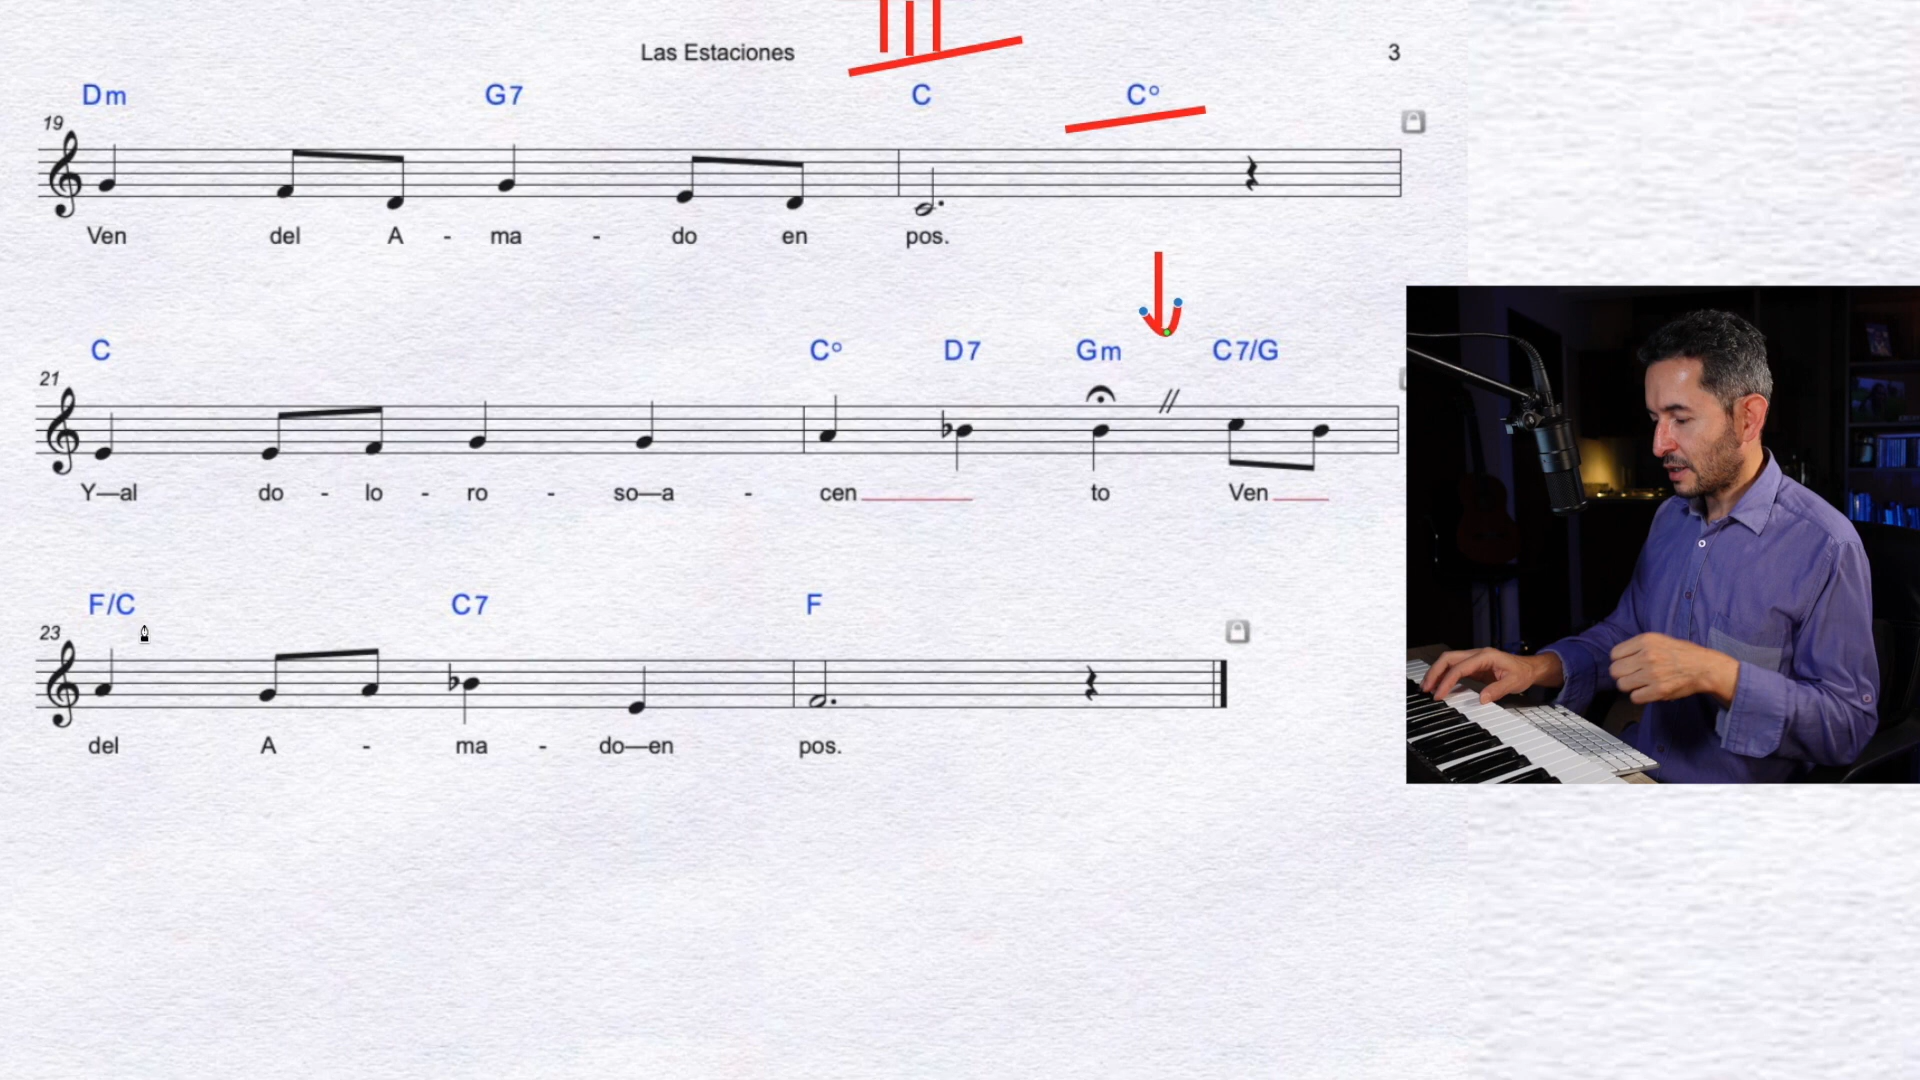 Las Estaciones 3
Dm G7 C C°
19
Ven del A - ma - do en pos.
C C° D7 Gm C7/G
21
Y—al do - lo - ro - so—a - cen - to Ven
F/C C7 F
23
del A - ma - do—en pos.